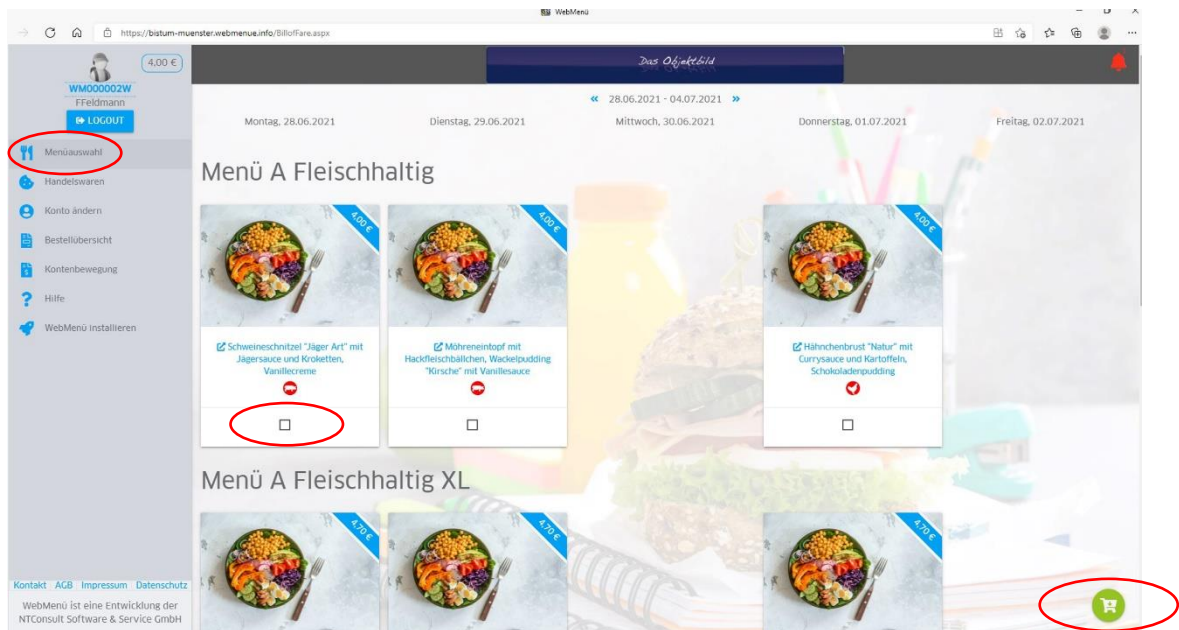 WebMenü
https://bistum-muenster.webmenue.info/BillofFare.aspx
4,00 €
WM000002W
FFeldmann
LOGOUT
Menüauswahl
Handelswaren
Konto ändern
Bestellübersicht
Kontenbewegung
Hilfe
WebMenü installieren
Kontakt AGB Impressum Datenschutz
WebMenü ist eine Entwicklung der
NTConsult Software & Service GmbH
Das Objektbild
« 28.06.2021 - 04.07.2021 »
Montag, 28.06.2021 Dienstag, 29.06.2021 Mittwoch, 30.06.2021 Donnerstag, 01.07.2021 Freitag, 02.07.2021
Menü A Fleischhaltig
4,00 €
Schweineschnitzel "Jäger Art" mit
Jägersauce und Kroketten,
Vanillecreme
4,00 €
Möhreneintopf mit
Hackfleischbällchen, Wackelpudding
"Kirsche" mit Vanillesauce
4,00 €
Hähnchenbrust "Natur" mit
Currysauce und Kartoffeln,
Schokoladenpudding
Menü A Fleischhaltig XL
4,70 €
4,70 €
4,70 €